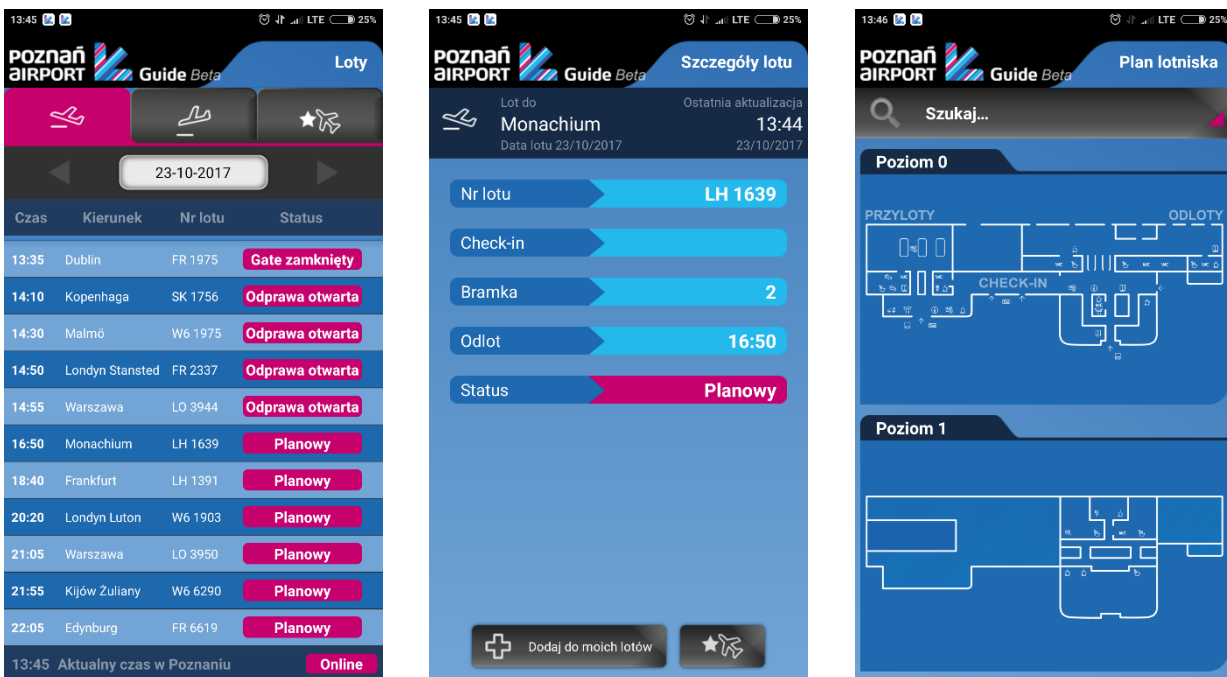 13:45 LTE 25%
POZNAŃ
AIRPORT Guide Beta
Loty
23-10-2017
Czas Kierunek Nr lotu Status
13:35 Dublin FR 1975 Gate zamknięty
14:10 Kopenhaga SK 1756 Odprawa otwarta
14:30 Malmö W6 1975 Odprawa otwarta
14:50 Londyn Stansted FR 2337 Odprawa otwarta
14:55 Warszawa LO 3944 Odprawa otwarta
16:50 Monachium LH 1639 Planowy
18:40 Frankfurt LH 1391 Planowy
20:20 Londyn Luton W6 1903 Planowy
21:05 Warszawa LO 3950 Planowy
21:55 Kijów Żuliany W6 6290 Planowy
22:05 Edynburg FR 6619 Planowy
13:45 Aktualny czas w Poznaniu Online
13:45 LTE 25%
POZNAŃ
AIRPORT Guide Beta
Szczegóły lotu
Lot do Ostatnia aktualizacja
Monachium 13:44
Data lotu 23/10/2017 23/10/2017
Nr lotu LH 1639
Check-in
Bramka 2
Odlot 16:50
Status Planowy
Dodaj do moich lotów
13:46 LTE 25%
POZNAŃ
AIRPORT Guide Beta
Plan lotniska
Szukaj...
Poziom 0
PRZYLOTY ODLOTY
CHECK-IN
Poziom 1